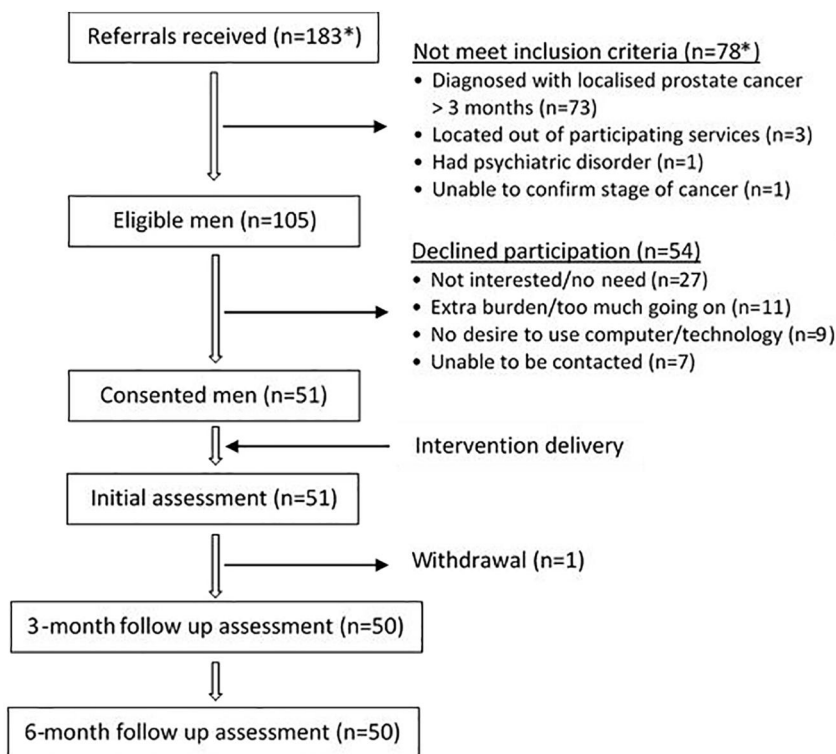 Referrals received (n=183*)
Not meet inclusion criteria (n=78*)
• Diagnosed with localised prostate cancer
> 3 months (n=73)
• Located out of participating services (n=3)
• Had psychiatric disorder (n=1)
• Unable to confirm stage of cancer (n=1)
Eligible men (n=105)
Declined participation (n=54)
• Not interested/no need (n=27)
• Extra burden/too much going on (n=11)
• No desire to use computer/technology (n=9)
• Unable to be contacted (n=7)
Consented men (n=51)
Intervention delivery
Initial assessment (n=51)
Withdrawal (n=1)
3-month follow up assessment (n=50)
6-month follow up assessment (n=50)